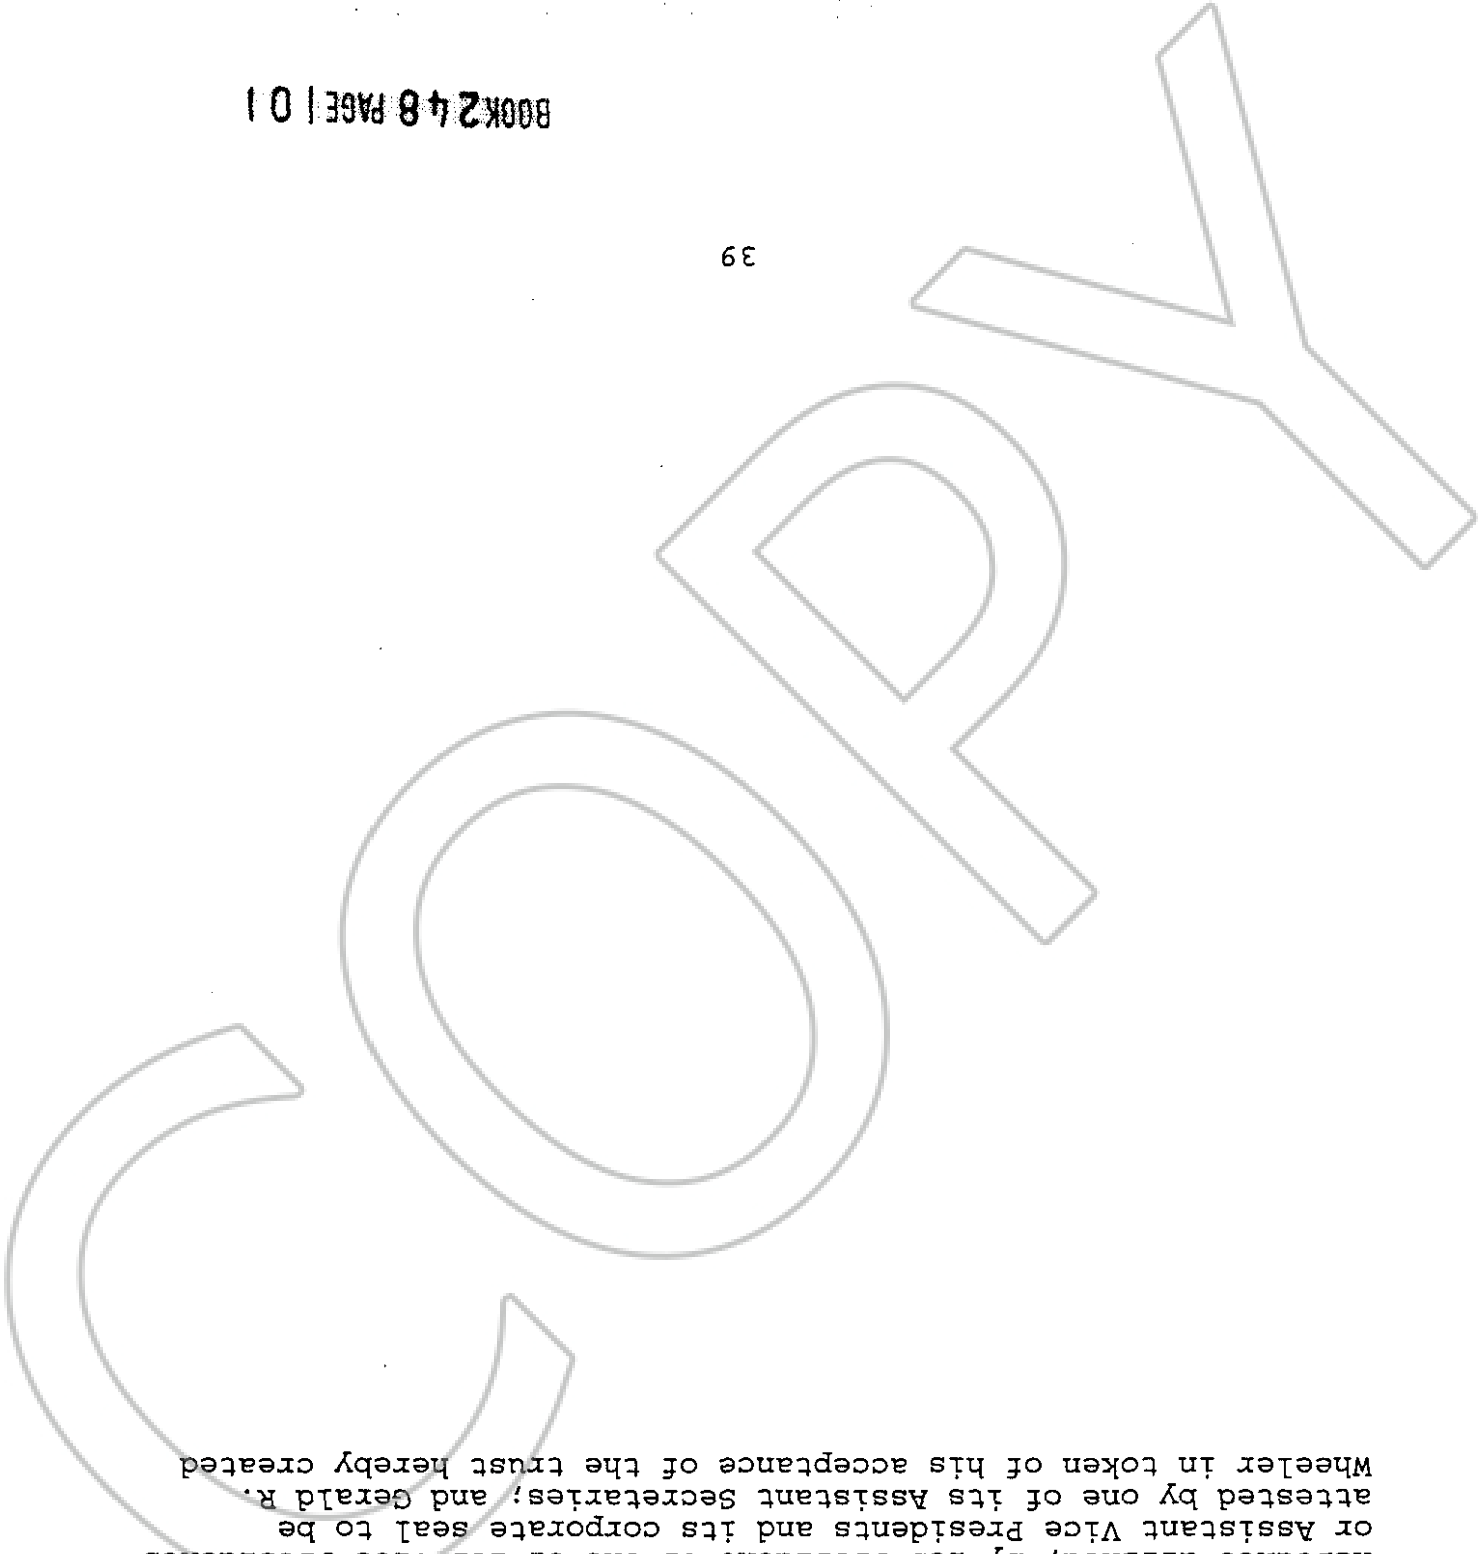 or Assistant Vice Presidents and its corporate seal to be
attested by one of its Assistant Secretaries; and Gerald R.
Wheeler in token of his acceptance of the trust hereby created
COPY
39
BOOK 248 PAGE 101